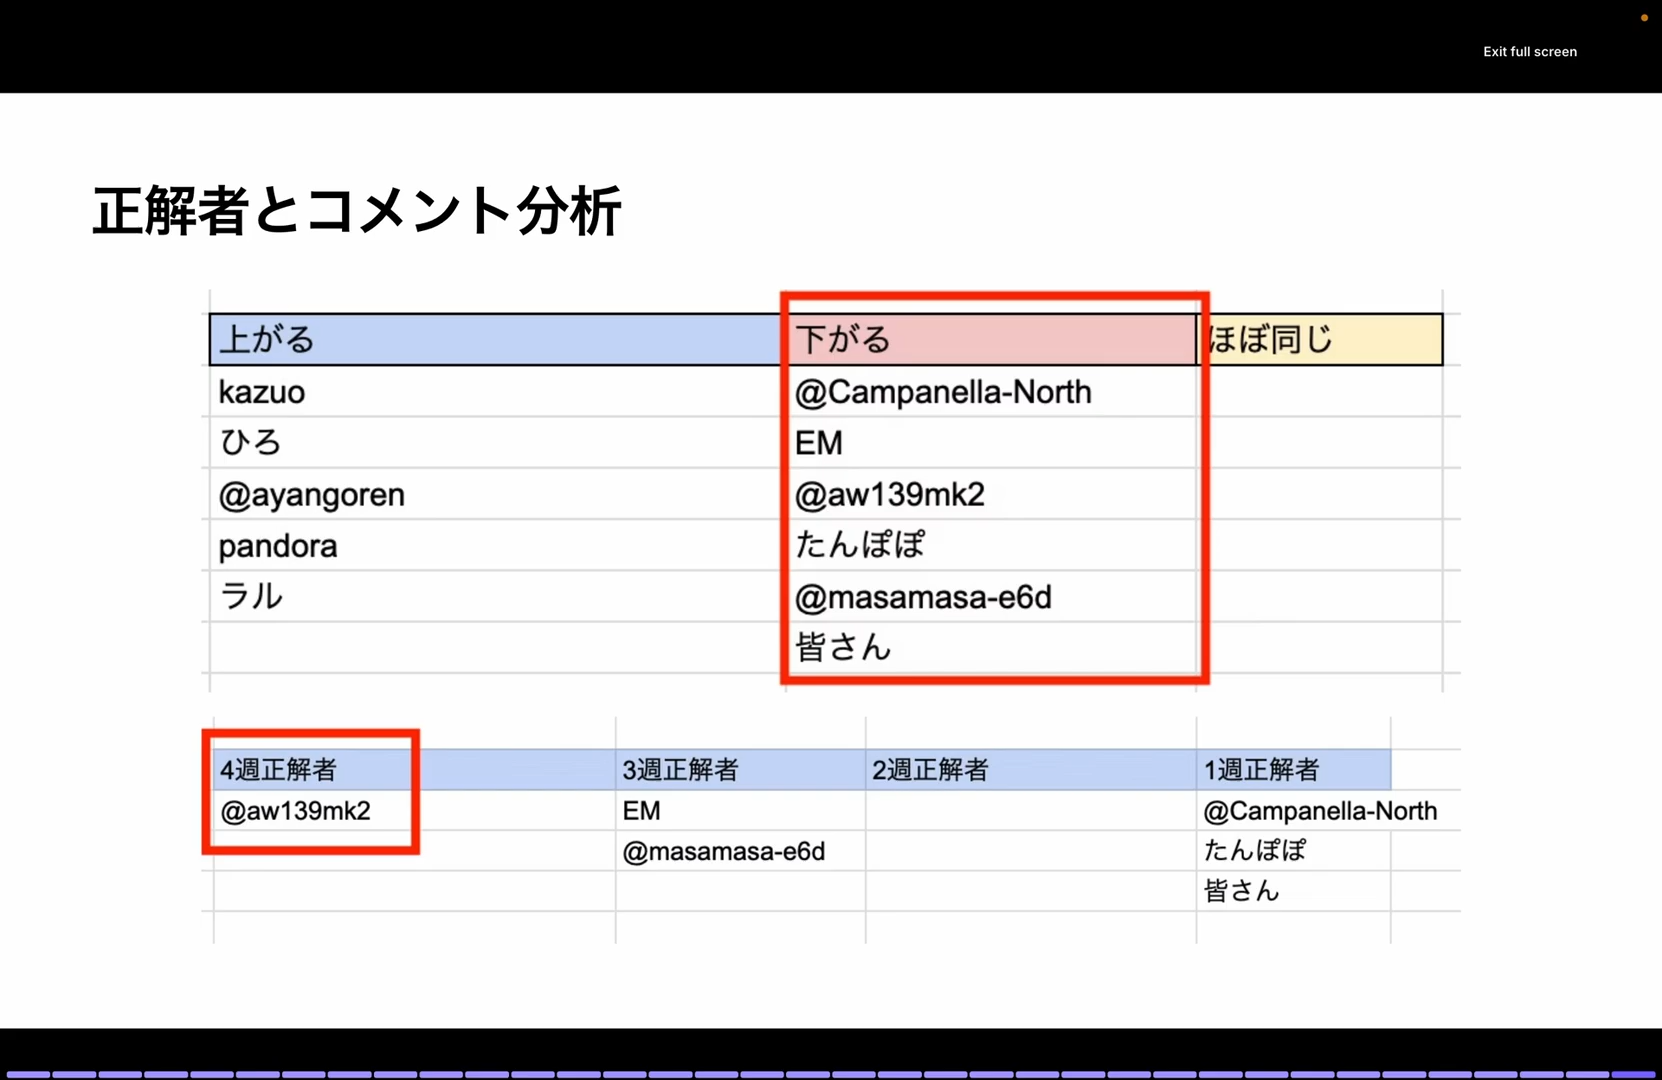 Exit full screen
正解者とコメント分析
上がる 下がる ほぼ同じ
kazuo @Campanella-North
ひろ EM
@ayangoren @aw139mk2
pandora たんぽぽ
ラル @masamasa-e6d
皆さん
4週正解者 3週正解者 2週正解者 1週正解者
@aw139mk2 EM @Campanella-North
@masamasa-e6d たんぽぽ
皆さん